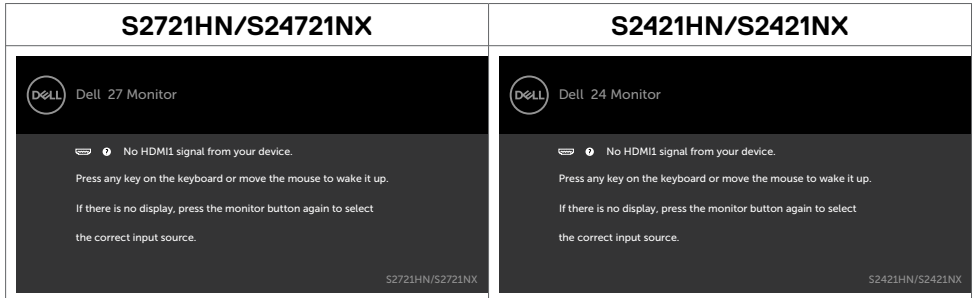 S2721HN/S24721NX
S2421HN/S2421NX
DELL Dell 27 Monitor
No HDMI1 signal from your device.
Press any key on the keyboard or move the mouse to wake it up.
If there is no display, press the monitor button again to select
the correct input source.
S2721HN/S2721NX
DELL Dell 24 Monitor
No HDMI1 signal from your device.
Press any key on the keyboard or move the mouse to wake it up.
If there is no display, press the monitor button again to select
the correct input source.
S2421HN/S2421NX